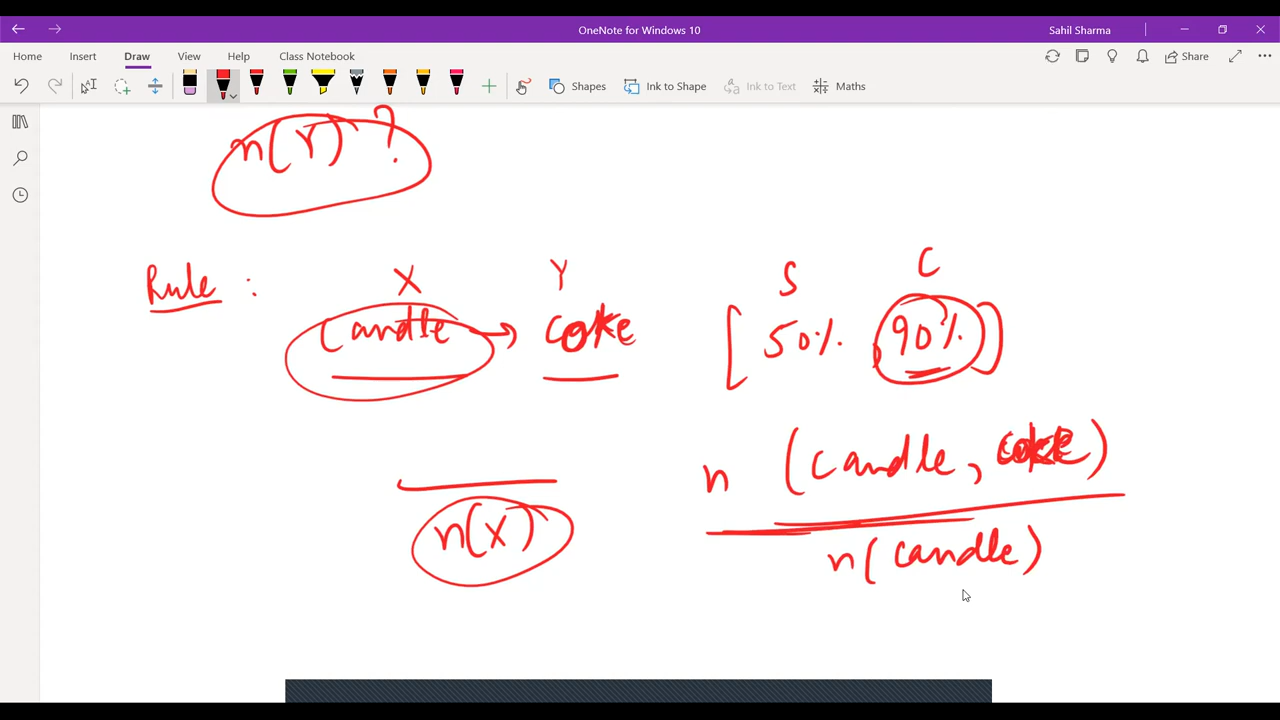 OneNote for Windows 10
Sahil Sharma
Home Insert Draw View Help Class Notebook
Share
Shapes Ink to Shape Ink to Text Maths
n(Y) ?
X Y S C
Rule : Candle → coke [50%, 90%]
n (candle, coke)
n(X) n(candle)